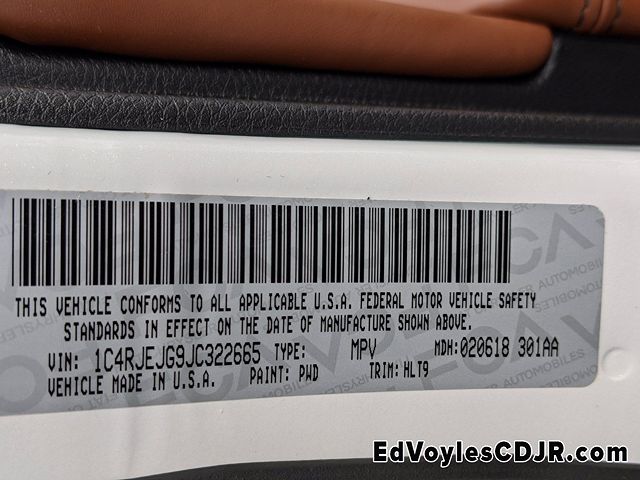 THIS VEHICLE CONFORMS TO ALL APPLICABLE U.S.A. FEDERAL MOTOR VEHICLE SAFETY
STANDARDS IN EFFECT ON THE DATE OF MANUFACTURE SHOWN ABOVE.
VIN: 1C4RJEJG9JC322665 TYPE: MPV MDH:020618 301AA
VEHICLE MADE IN U.S.A. PAINT: PWD TRIM:HLT9
EdVoylesCDJR.com